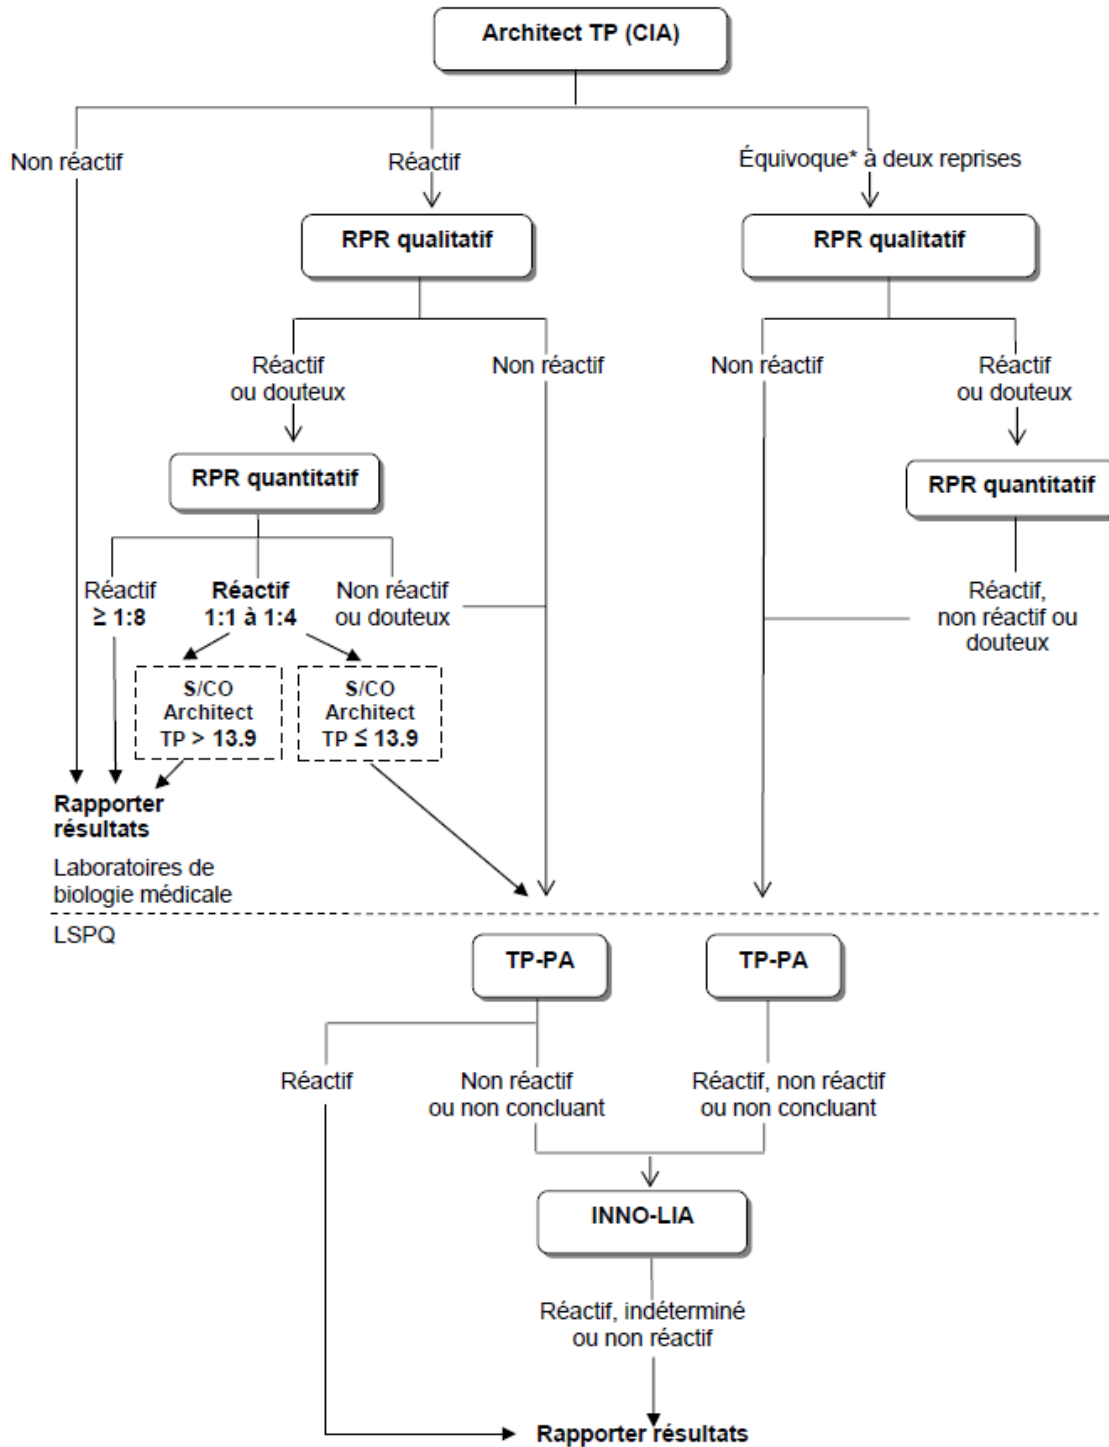 Architect TP (CIA)
Non réactif
Réactif
Équivoque* à deux reprises
RPR qualitatif
RPR qualitatif
Réactif
ou douteux
Non réactif
Non réactif
Réactif
ou douteux
RPR quantitatif
RPR quantitatif
Réactif
≥ 1:8
Réactif
1:1 à 1:4
Non réactif
ou douteux
Réactif,
non réactif ou
douteux
S/CO
Architect
TP > 13.9
S/CO
Architect
TP ≤ 13.9
Rapporter
résultats
Laboratoires de
biologie médicale
LSPQ
TP-PA
TP-PA
Réactif
Non réactif
ou non concluant
Réactif, non réactif
ou non concluant
INNO-LIA
Réactif, indéterminé
ou non réactif
Rapporter résultats